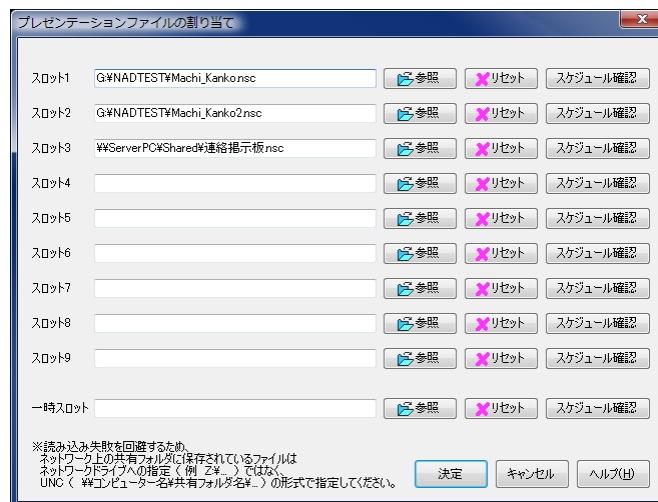 プレゼンテーションファイルの割り当て
スロット1 G:¥NADTEST¥Machi_Kanko.nsc 参照 リセット スケジュール確認
スロット2 G:¥NADTEST¥Machi_Kanko2.nsc 参照 リセット スケジュール確認
スロット3 ¥¥ServerPC¥Shared¥連絡掲示板.nsc 参照 リセット スケジュール確認
スロット4 参照 リセット スケジュール確認
スロット5 参照 リセット スケジュール確認
スロット6 参照 リセット スケジュール確認
スロット7 参照 リセット スケジュール確認
スロット8 参照 リセット スケジュール確認
スロット9 参照 リセット スケジュール確認
一時スロット 参照 リセット スケジュール確認
※読み込み失敗を回避するため、
ネットワーク上の共有フォルダに保存されているファイルは
ネットワークドライブへの指定 ( 例 Z:¥... ) ではなく、
UNC ( ¥¥コンピューター名¥共有フォルダ名¥... ) の形式で指定してください。
決定 キャンセル ヘルプ(H)